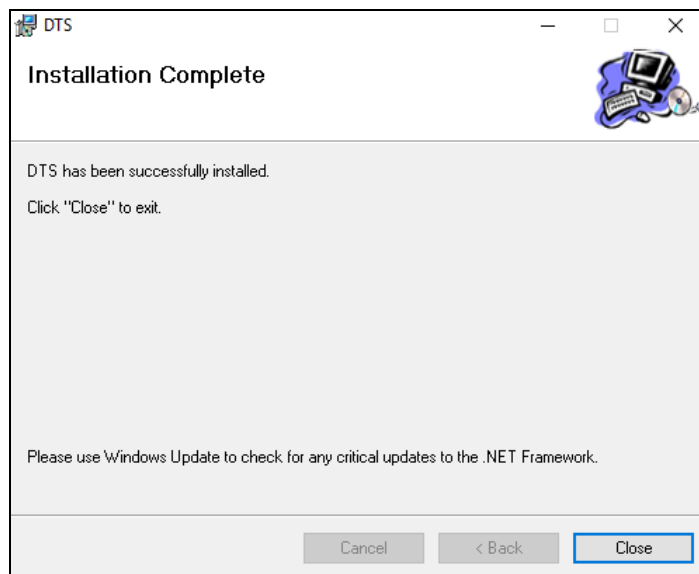 DTS
Installation Complete
DTS has been successfully installed.
Click "Close" to exit.
Please use Windows Update to check for any critical updates to the .NET Framework.
Cancel
< Back
Close